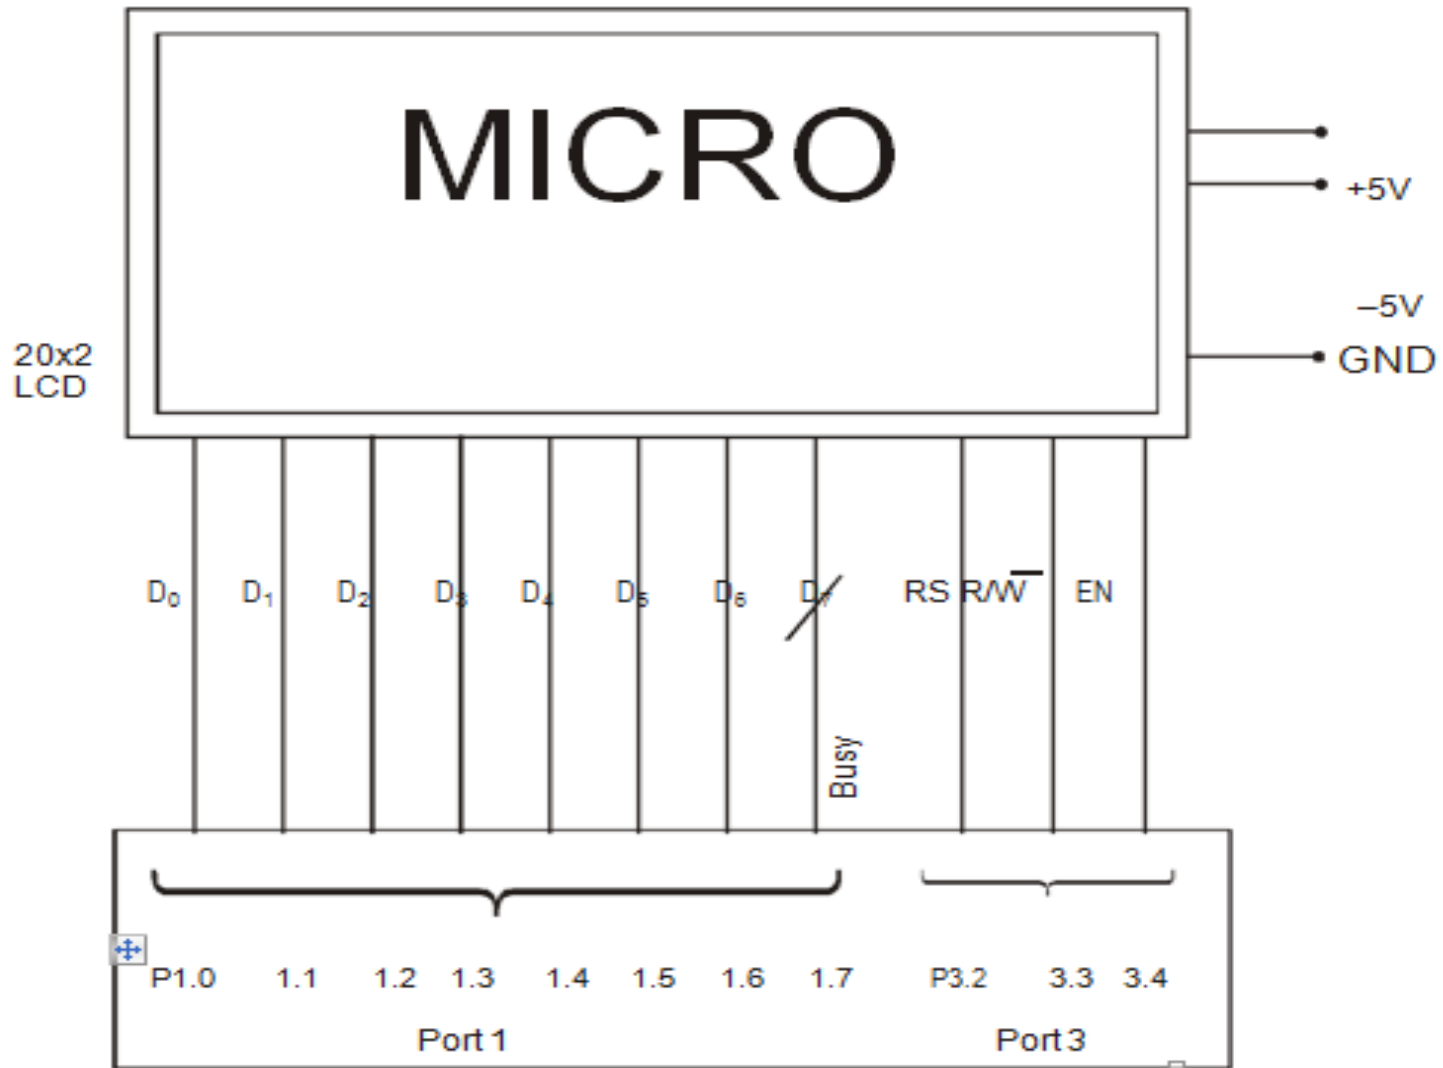 MICRO
+5V
–5V
20x2
LCD
GND
D₀ D₁ D₂ D₃ D₄ D₅ D₆ D₇ RS R/W̅ EN
Busy
P1.0 1.1 1.2 1.3 1.4 1.5 1.6 1.7 P3.2 3.3 3.4
Port 1 Port 3